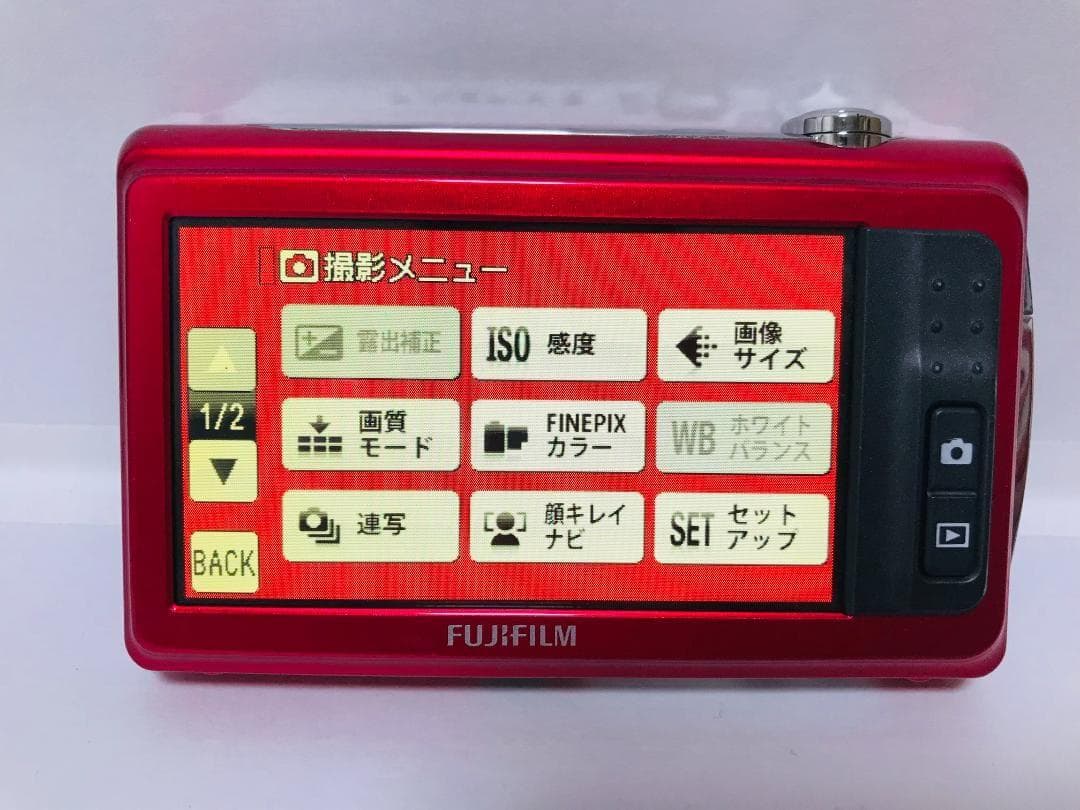 撮影メニュー
露出補正
ISO 感度
画像
サイズ
1/2
画質
モード
FINEPIX
カラー
WB ホワイト
バランス
連写
顔キレイ
ナビ
SET セット
アップ
BACK
FUJIFILM